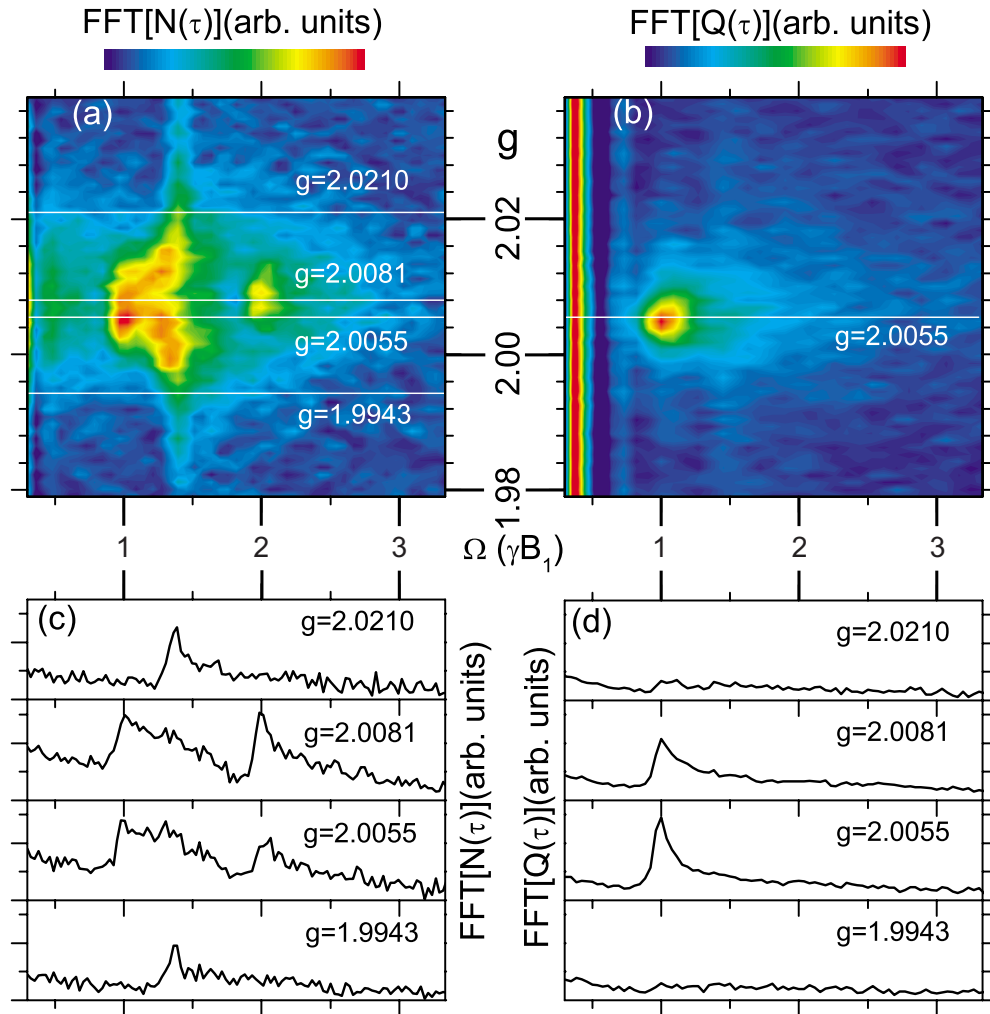 FFT[N(τ)](arb. units)
FFT[Q(τ)](arb. units)
(a)
g=2.0210
g=2.0081
g=2.0055
g=1.9943
g
2.02
2.00
1.98
(b)
g=2.0055
1 2 3
Ω (γB₁)
1 2 3
(c)
g=2.0210
g=2.0081
g=2.0055
g=1.9943
FFT[N(τ)](arb. units)
FFT[Q(τ)](arb. units)
(d)
g=2.0210
g=2.0081
g=2.0055
g=1.9943